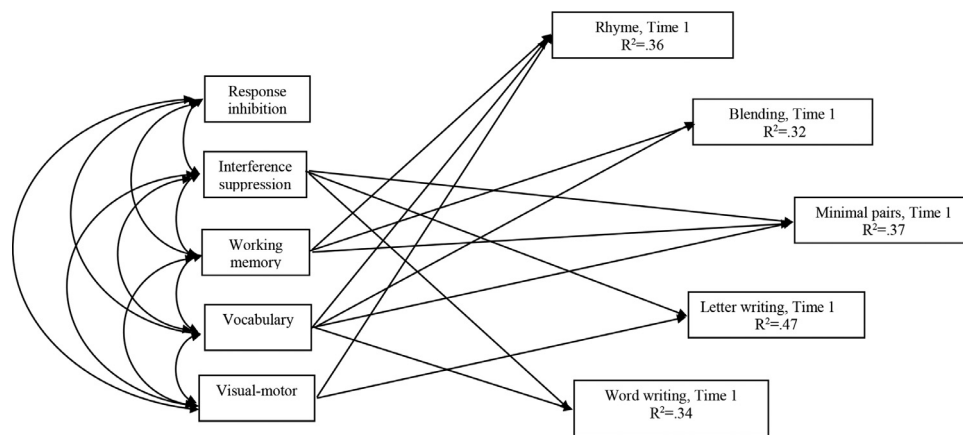 Rhyme, Time 1
R²=.36
Response
inhibition
Blending, Time 1
R²=.32
Interference
suppression
Minimal pairs, Time 1
R²=.37
Working
memory
Letter writing, Time 1
R²=.47
Vocabulary
Visual-motor
Word writing, Time 1
R²=.34